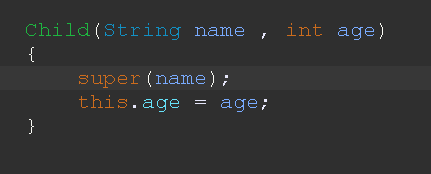 Child(String name , int age)
{
super(name);
this.age = age;
}